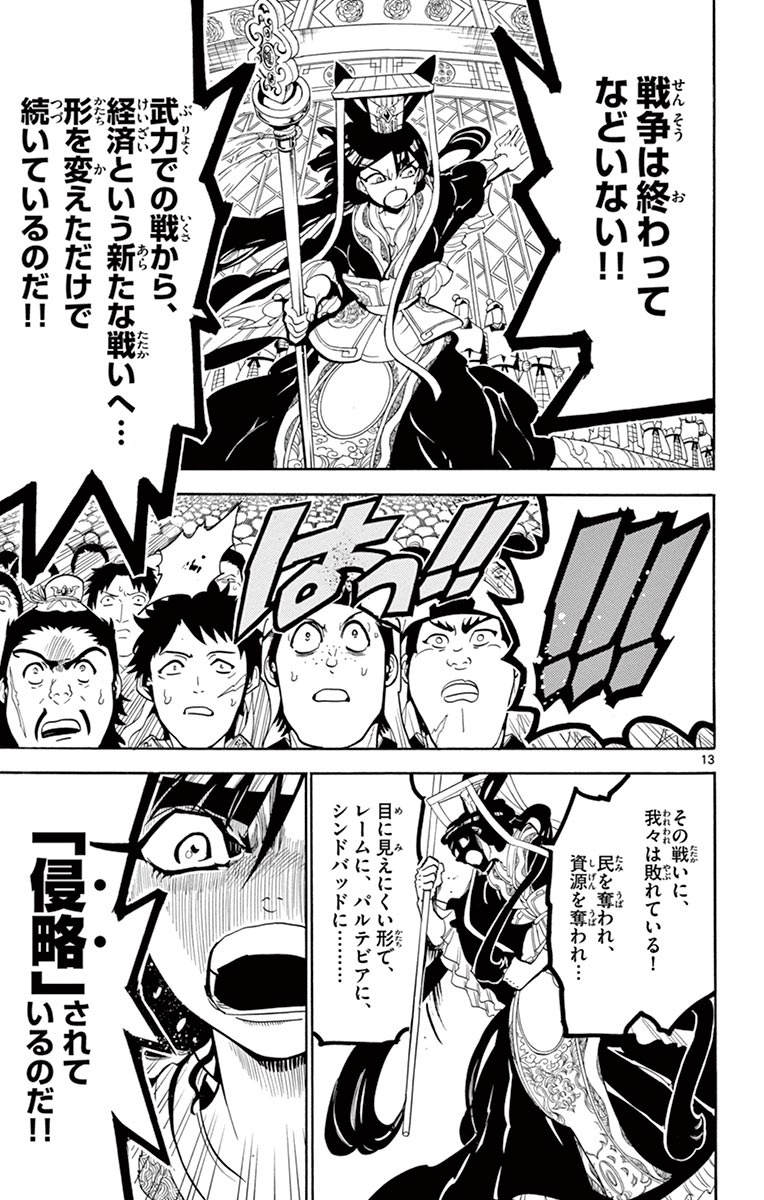 戦争は終わって
などいない!!
武力での戦から、
経済という新たな戦いへ…
形を変えただけで
続いているのだ!!
!!!
はっ!!
13
その戦いに、
我々は敗れている!
民を奪われ、
資源を奪われ…
目に見えにくい形で、
レームに、パルテビアに、
シンドバッドに………
「侵略」されて
いるのだ!!